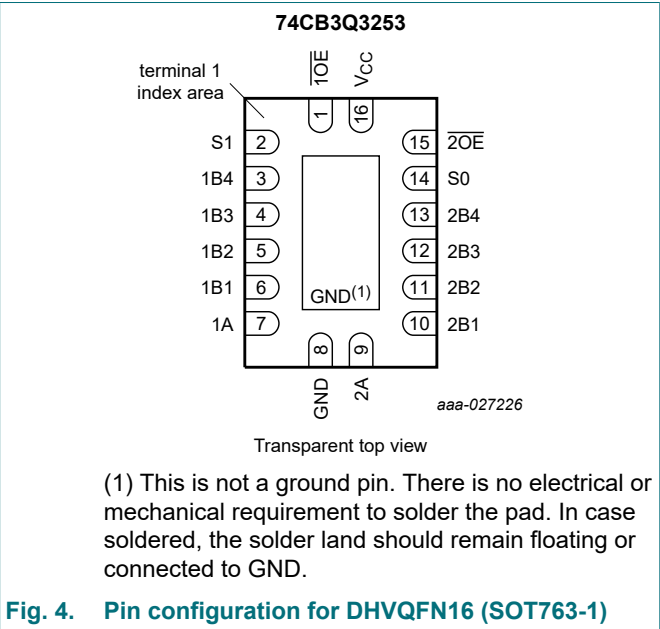 74CB3Q3253
terminal 1
index area
1OE
VCC
1
16
S1 2
15 2OE
1B4 3
14 S0
1B3 4
13 2B4
1B2 5
12 2B3
1B1 6
11 2B2
GND(1)
1A 7
10 2B1
8
9
GND
2A
aaa-027226
Transparent top view
(1) This is not a ground pin. There is no electrical or
mechanical requirement to solder the pad. In case
soldered, the solder land should remain floating or
connected to GND.
Fig. 4. Pin configuration for DHVQFN16 (SOT763-1)